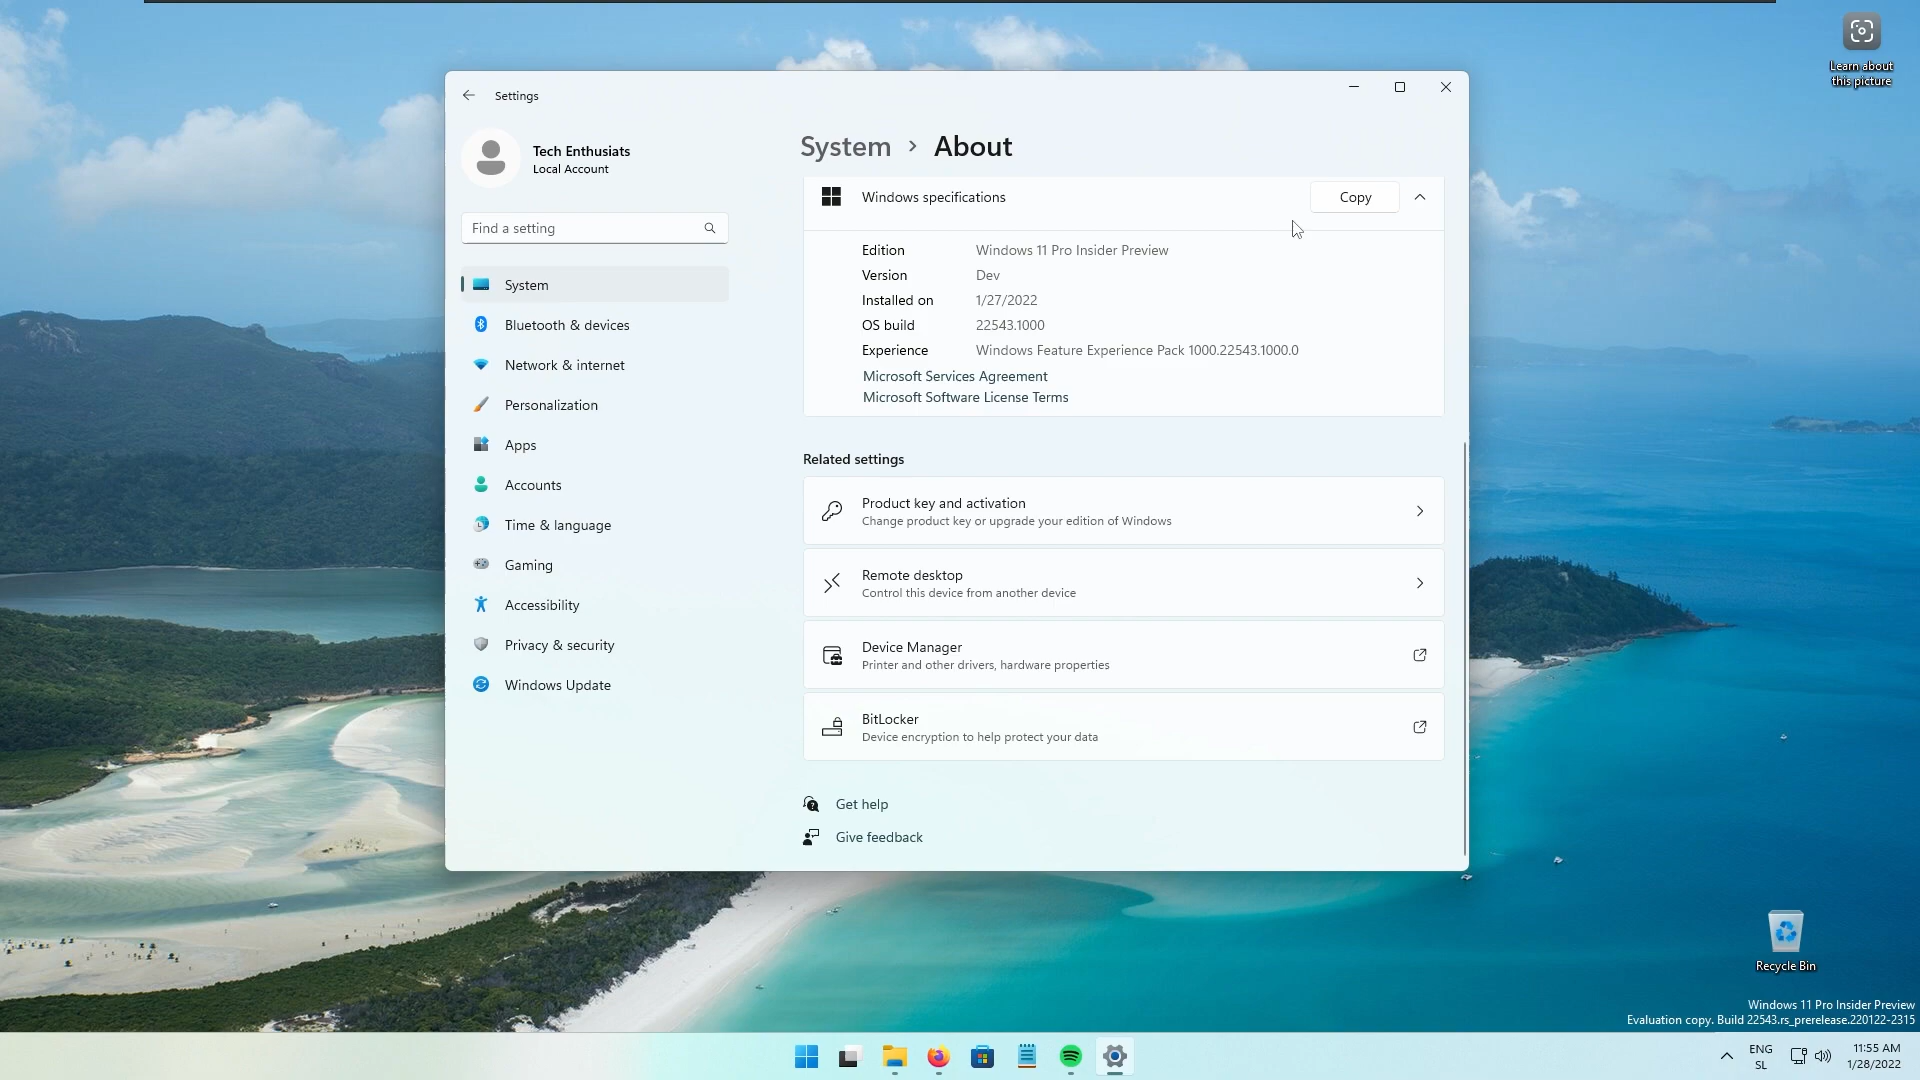 Learn about
this picture
Settings
Tech Enthusiats
Local Account
Find a setting
System
Bluetooth & devices
Network & internet
Personalization
Apps
Accounts
Time & language
Gaming
Accessibility
Privacy & security
Windows Update
System > About
Windows specifications
Copy
Edition Windows 11 Pro Insider Preview
Version Dev
Installed on 1/27/2022
OS build 22543.1000
Experience Windows Feature Experience Pack 1000.22543.1000.0
Microsoft Services Agreement
Microsoft Software License Terms
Related settings
Product key and activation
Change product key or upgrade your edition of Windows
Remote desktop
Control this device from another device
Device Manager
Printer and other drivers, hardware properties
BitLocker
Device encryption to help protect your data
Get help
Give feedback
Recycle Bin
Windows 11 Pro Insider Preview
Evaluation copy. Build 22543.rs_prerelease.220122-2315
ENG
SL
11:55 AM
1/28/2022